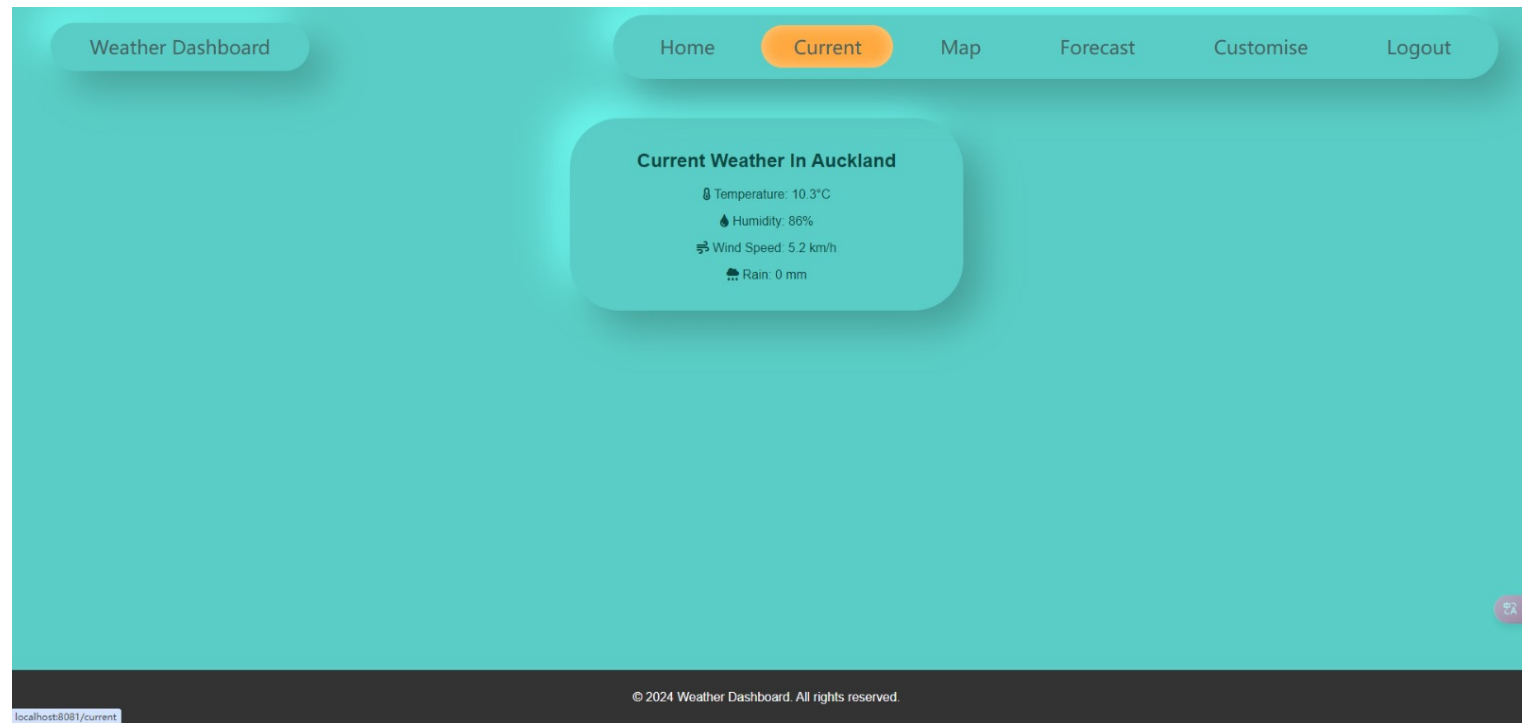 Weather Dashboard
Home Current Map Forecast Customise Logout
Current Weather In Auckland
Temperature: 10.3°C
Humidity: 86%
Wind Speed: 5.2 km/h
Rain: 0 mm
中 A
© 2024 Weather Dashboard. All rights reserved.
localhost:8081/current